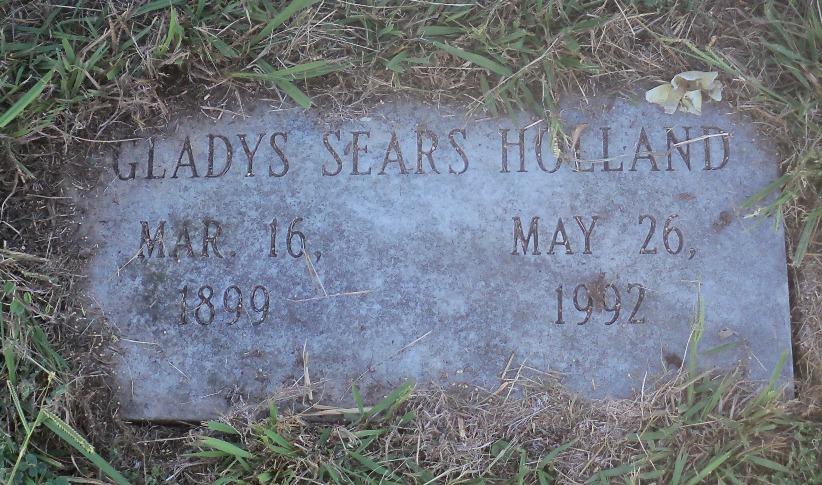 GLADYS SEARS HOLLAND
MAR. 16, MAY 26,
1899 1992